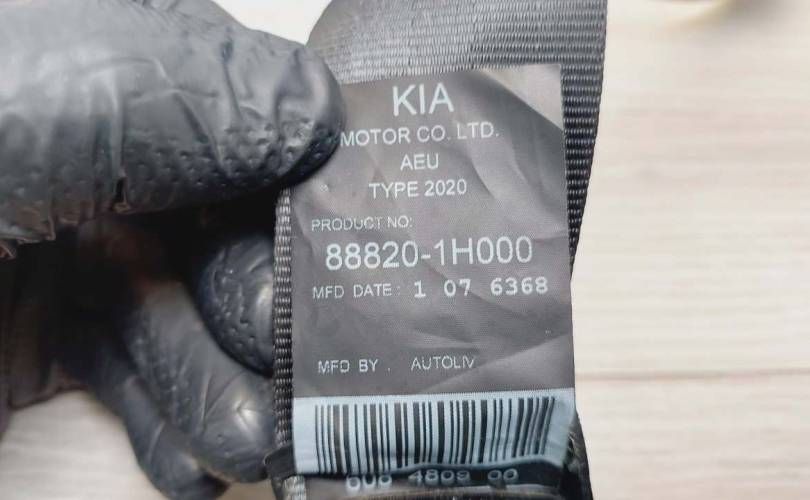 KIA
MOTOR CO. LTD.
AEU
TYPE 2020
PRODUCT NO:
88820-1H000
MFD DATE: 1 07 6368
MFD BY . AUTOLIV